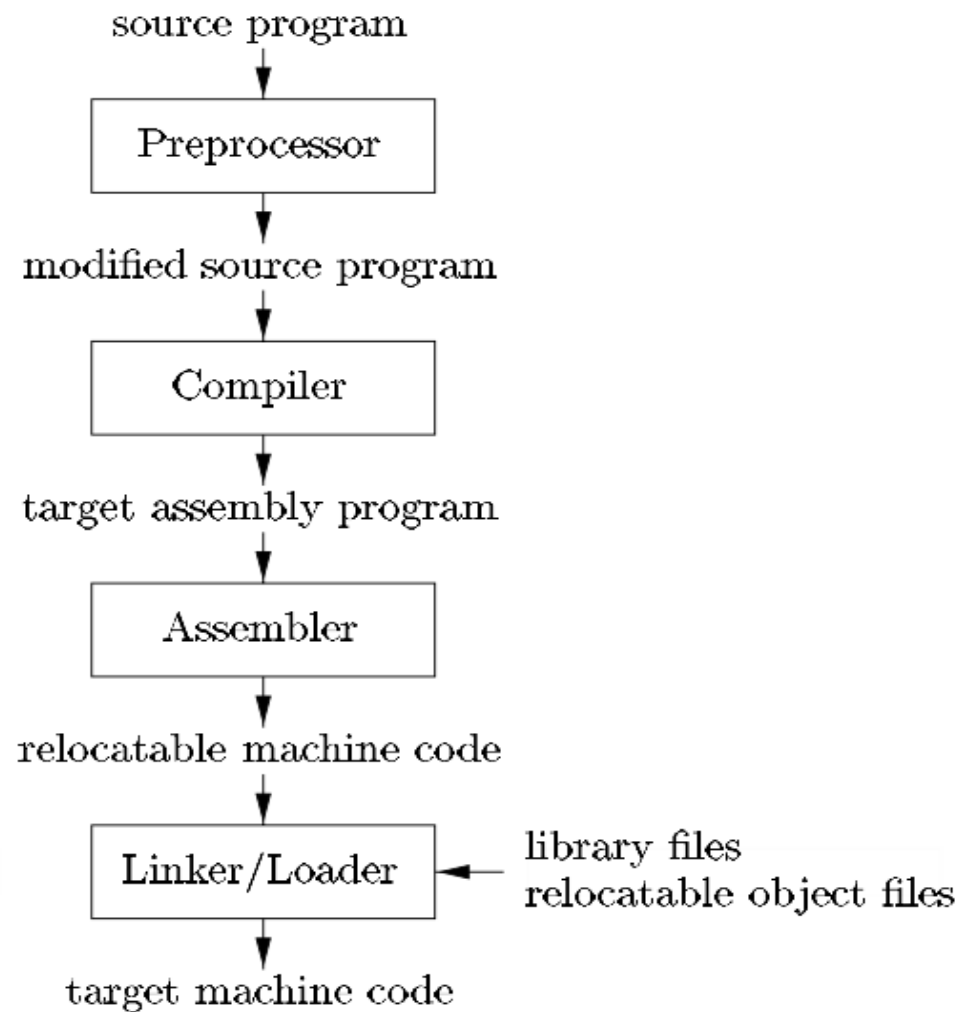 source program
Preprocessor
modified source program
Compiler
target assembly program
Assembler
relocatable machine code
Linker/Loader
library files
relocatable object files
target machine code